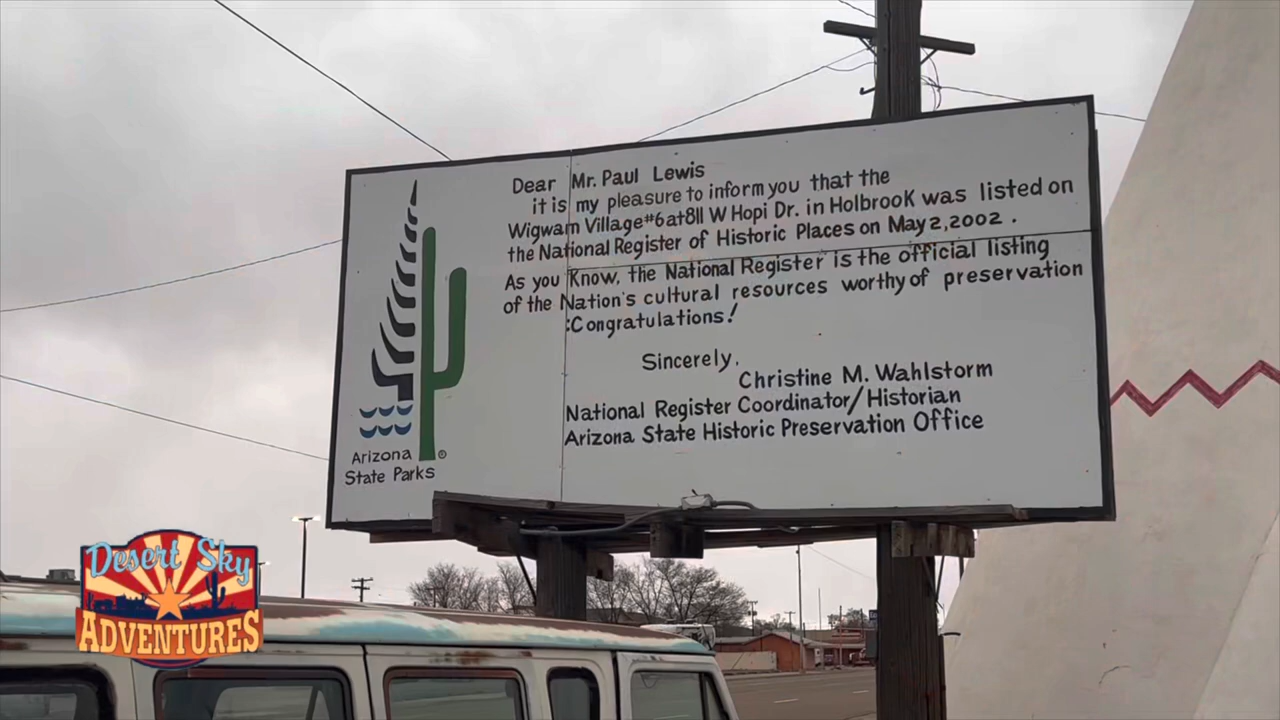 Dear Mr. Paul Lewis
it is my pleasure to inform you that the
Wigwam Village #6 at 811 W Hopi Dr. in Holbrook was listed on
the National Register of Historic Places on May 2, 2002.
As you Know, the National Register is the official listing
of the Nation's cultural resources worthy of preservation
:Congratulations!
Sincerely,
Christine M. Wahlstorm
National Register Coordinator/Historian
Arizona State Historic Preservation Office
Arizona
State Parks ®
Desert Sky
ADVENTURES